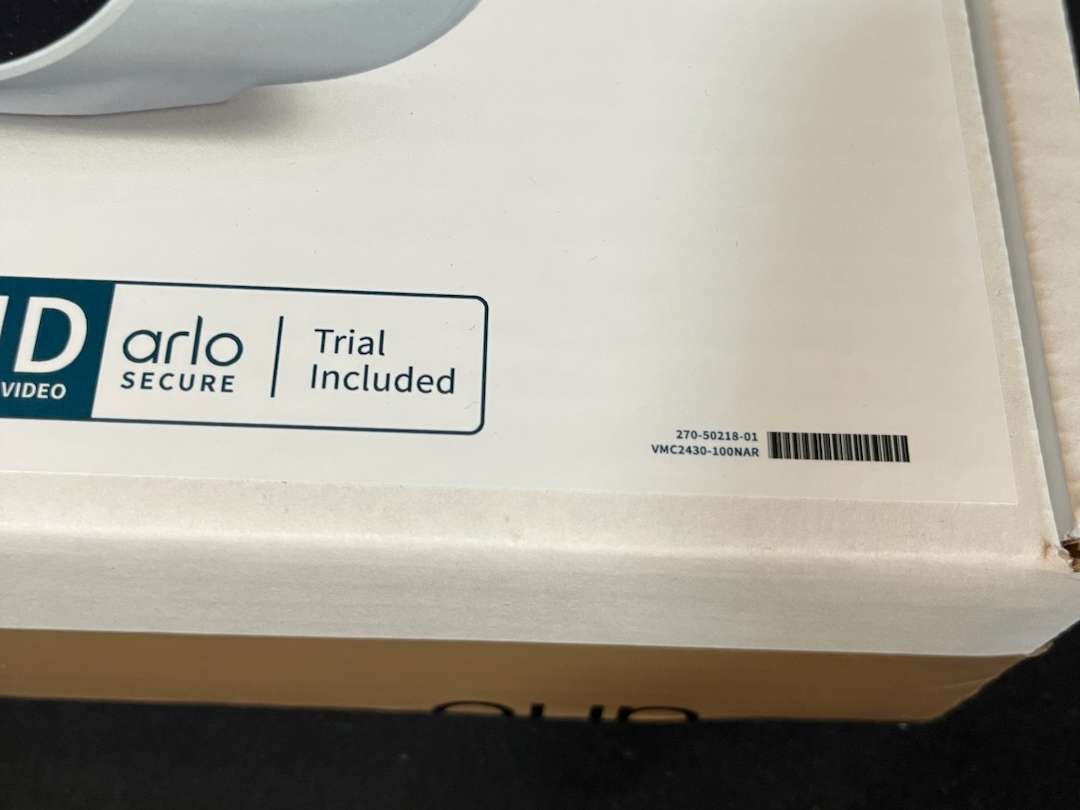 D
VIDEO
arlo
SECURE
Trial
Included
270-50218-01
VMC2430-100NAR